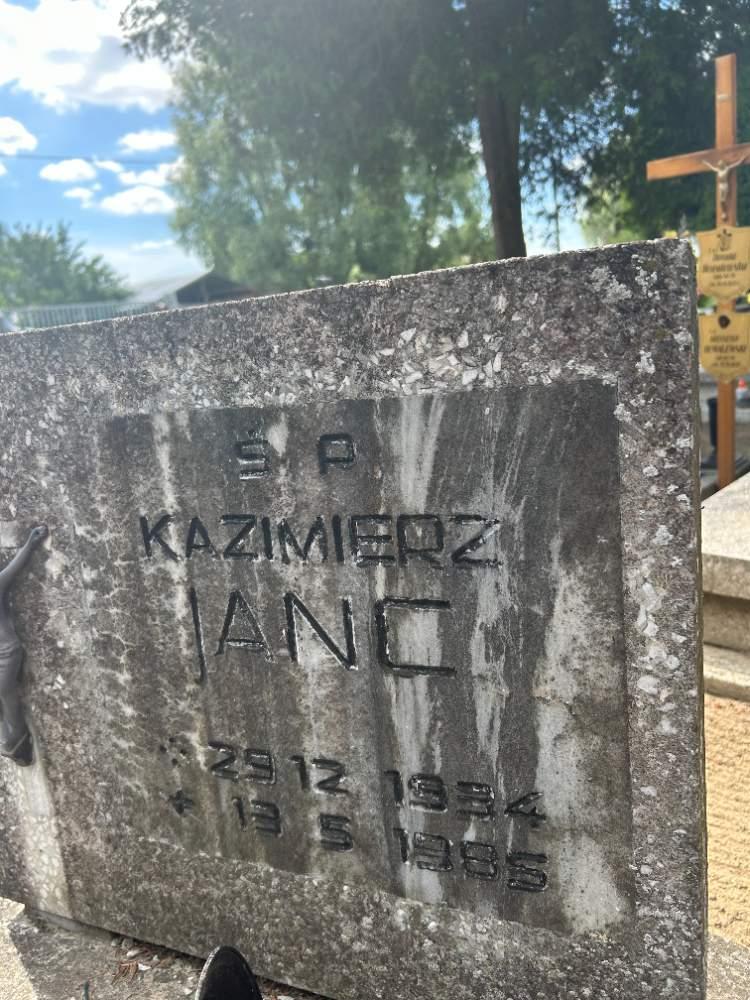 Ś P
KAZIMIERZ
JANC
29 12 1934
13 5 1985